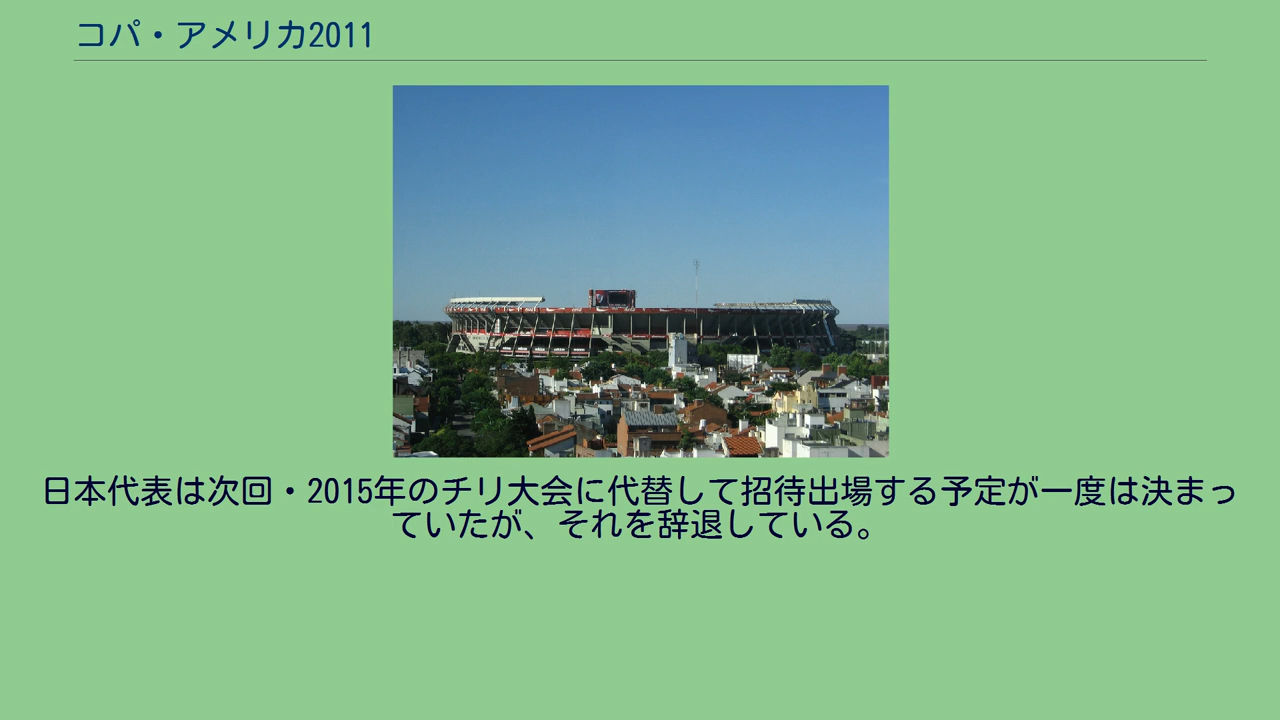 コパ・アメリカ2011
日本代表は次回・2015年のチリ大会に代替して招待出場する予定が一度は決まっ
ていたが、それを辞退している。